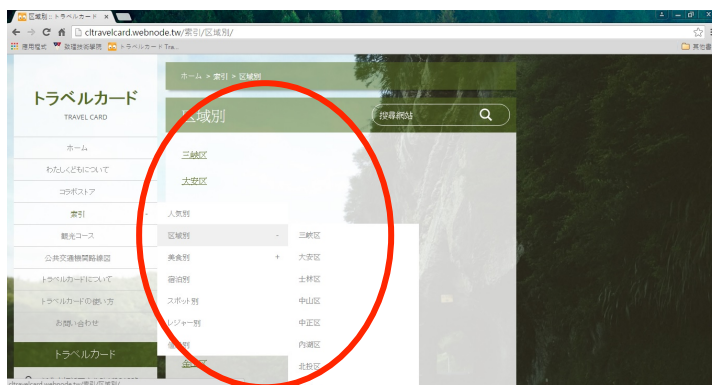 区域別 :: トラベルカード
cltravelcard.webnode.tw/索引/区域別/
應用程式
トラベルカード Tra...
ホーム > 索引 > 区域別
トラベルカード
TRAVEL CARD
区域別
搜尋網站
ホーム
わたしくどもについて
コラボストア
索引
観光コース
公共交通機関路線図
トラベルカードについて
トラベルカードの使い方
お問い合わせ
トラベルカード
三峡区
大安区
人気別
区域別 -
美食別 +
宿泊別
スポット別
レジャー別
三峡区
大安区
士林区
中山区
中正区
内湖区
北投区
cltravelcard.webnode.tw/索引/区域別/